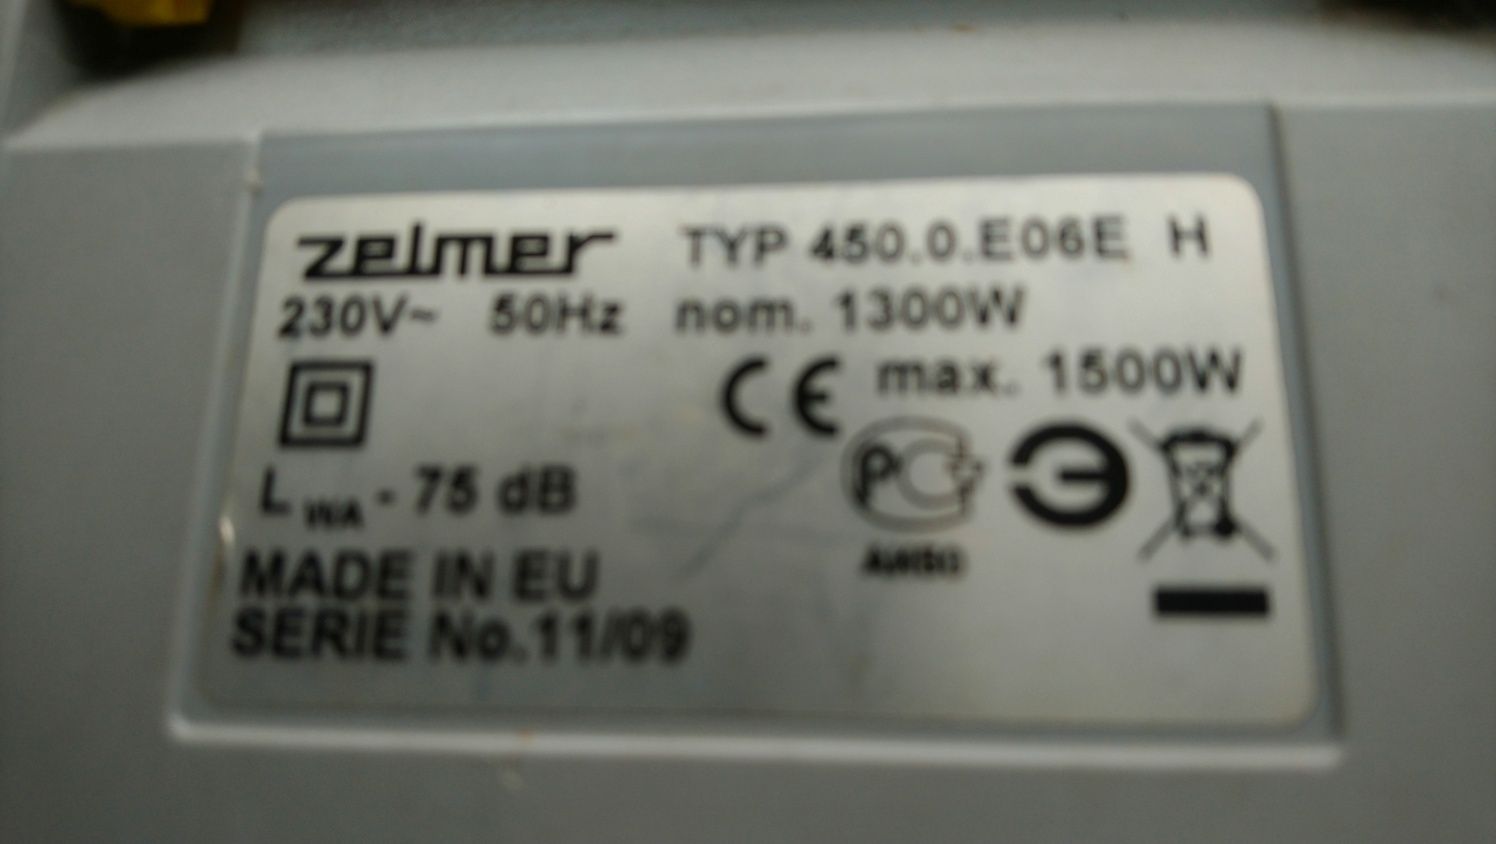 zelmer TYP 450.0.E06E H
230V~ 50Hz nom. 1300W
max. 1500W
CE
PC
L WA - 75 dB
MADE IN EU
SERIE No.11/09